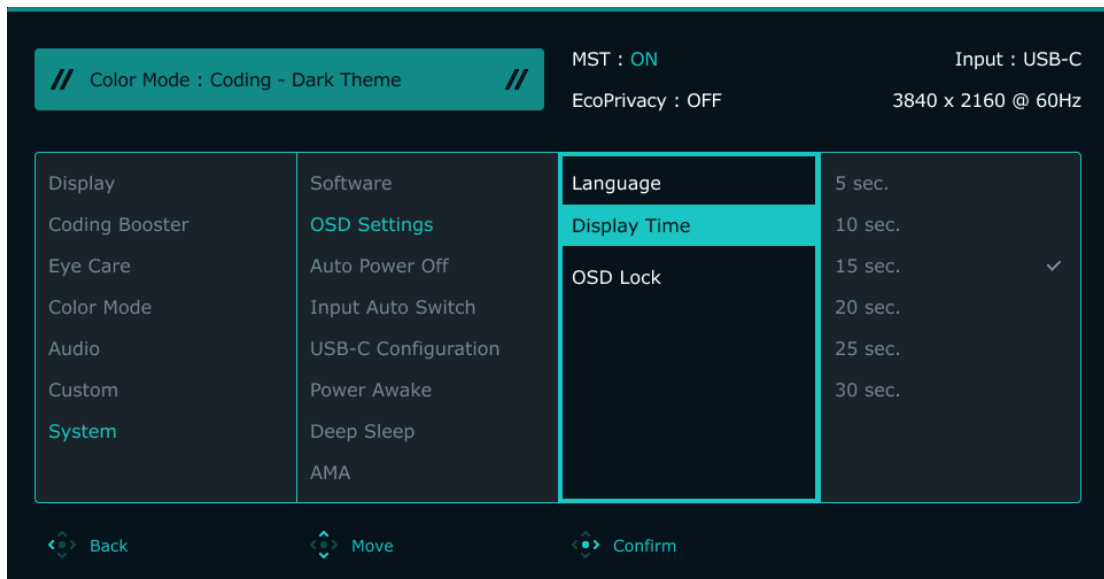 Color Mode : Coding - Dark Theme
MST : ON
Input : USB-C
EcoPrivacy : OFF
3840 x 2160 @ 60Hz
Display
Coding Booster
Eye Care
Color Mode
Audio
Custom
System
Software
OSD Settings
Auto Power Off
Input Auto Switch
USB-C Configuration
Power Awake
Deep Sleep
AMA
Language
Display Time
OSD Lock
5 sec.
10 sec.
15 sec.
20 sec.
25 sec.
30 sec.
Back
Move
Confirm